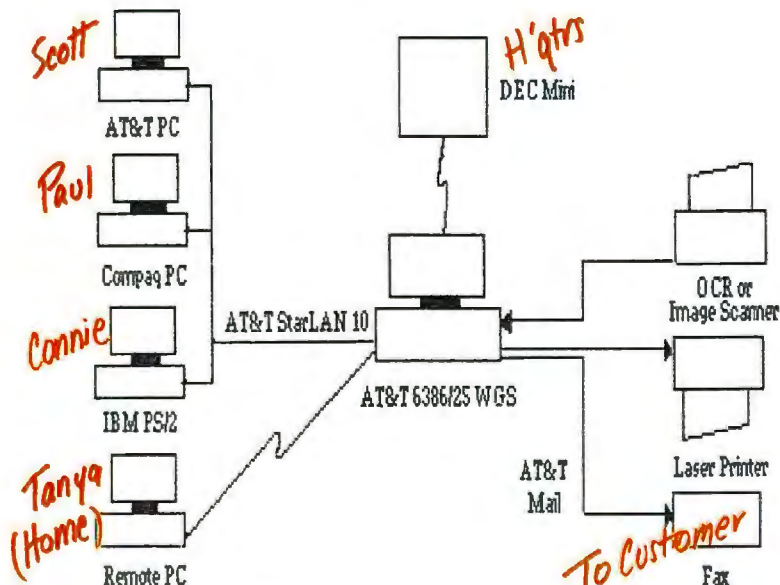 Scott
AT&T PC
Paul
Compaq PC
Connie
IBM PS/2
Tanya
(Home)
Remote PC
H'qtrs
DEC Mini
AT&T StarLAN 10
AT&T 6386/25 WGS
OCR or
Image Scanner
Laser Printer
AT&T
Mail
To Customer
Fax